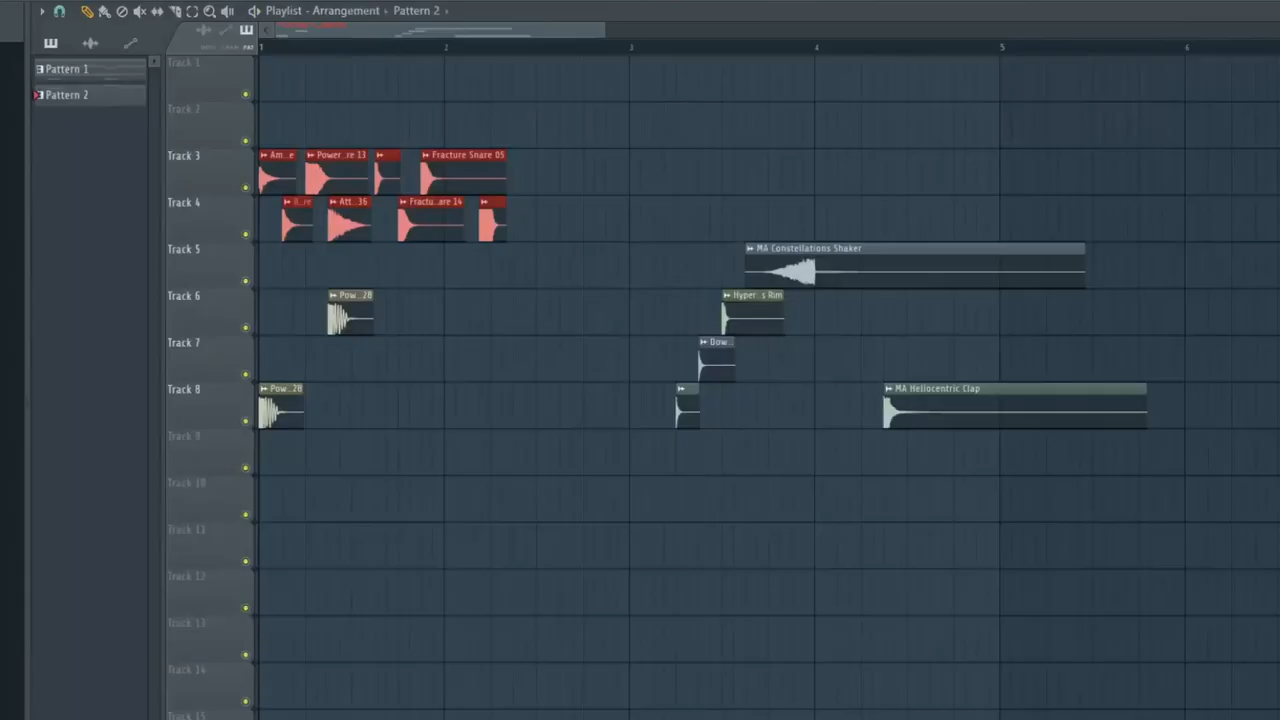 Playlist - Arrangement › Pattern 2 ›
1 2 3 4 5 6
Pattern 1
Pattern 2
Track 1
Track 2
Track 3
Am...e Power...re 13 Fracture Snare 05
Track 4
Att...36 Fractu...are 14
Track 5
MA Constellations Shaker
Track 6
Pow...28 Hyper...s Rim
Track 7
Dow...
Track 8
Pow...28 MA Heliocentric Clap
Track 9
Track 10
Track 11
Track 12
Track 13
Track 14
Track 15